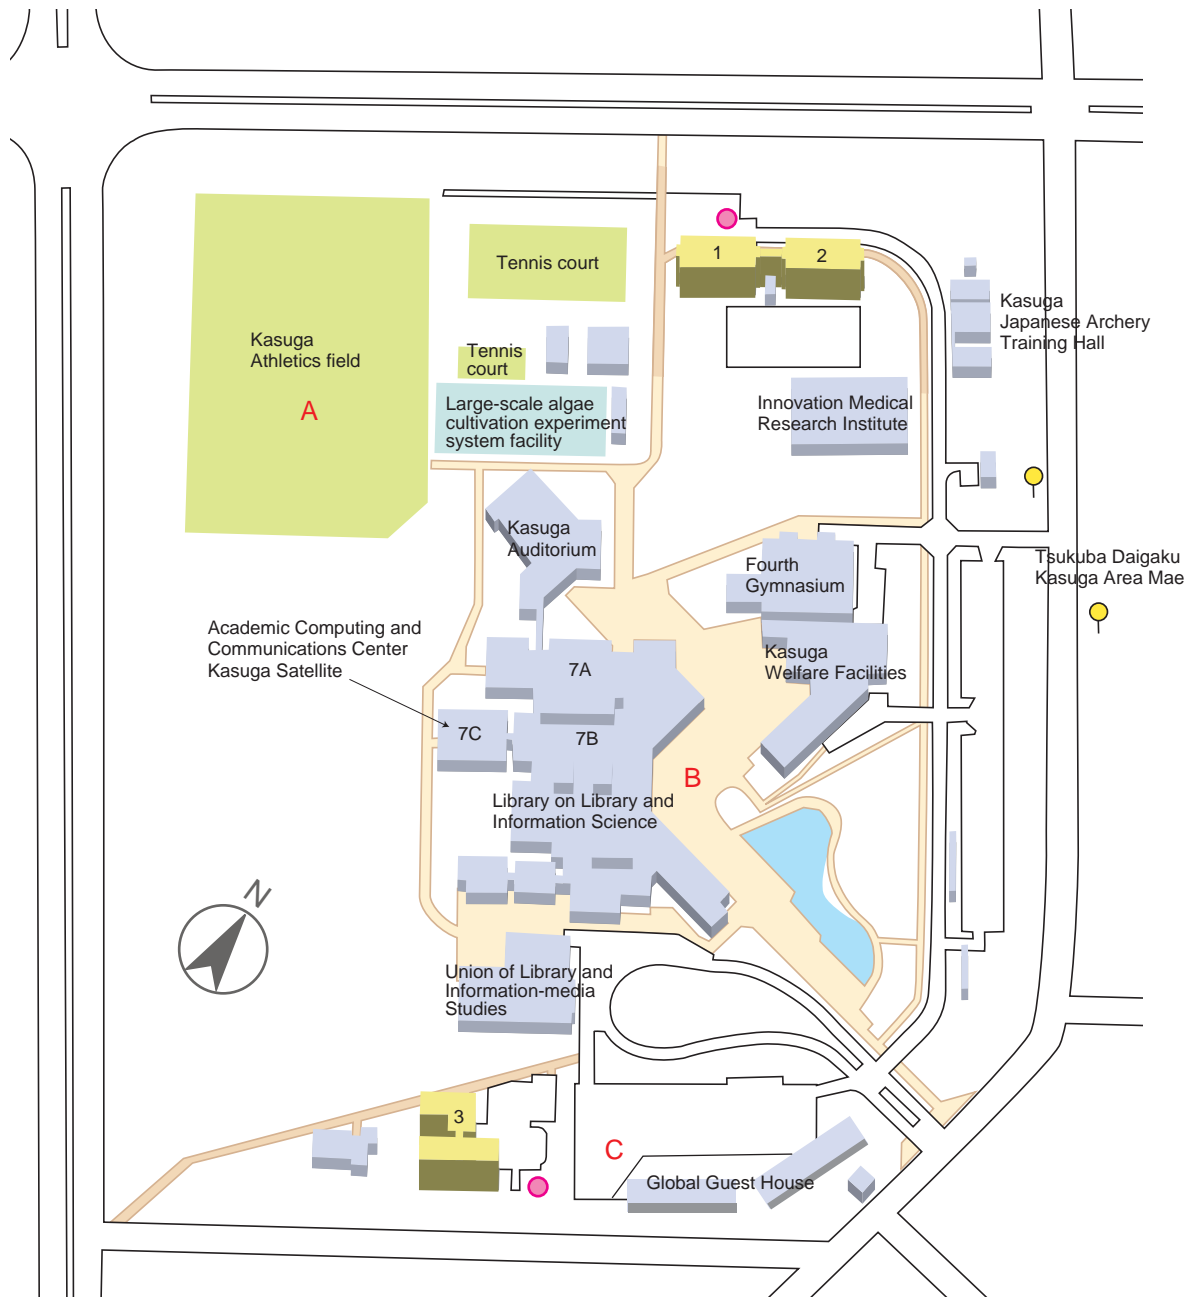 1
2
Tennis court
Kasuga
Athletics field
A
Tennis
court
Large-scale algae
cultivation experiment
system facility
Kasuga
Japanese Archery
Training Hall
Innovation Medical
Research Institute
Kasuga
Auditorium
Fourth
Gymnasium
Tsukuba Daigaku
Kasuga Area Mae
Academic Computing and
Communications Center
Kasuga Satellite
7A
Kasuga
Welfare Facilities
7C
7B
B
Library on Library and
Information Science
N
Union of Library and
Information-media
Studies
3
C
Global Guest House